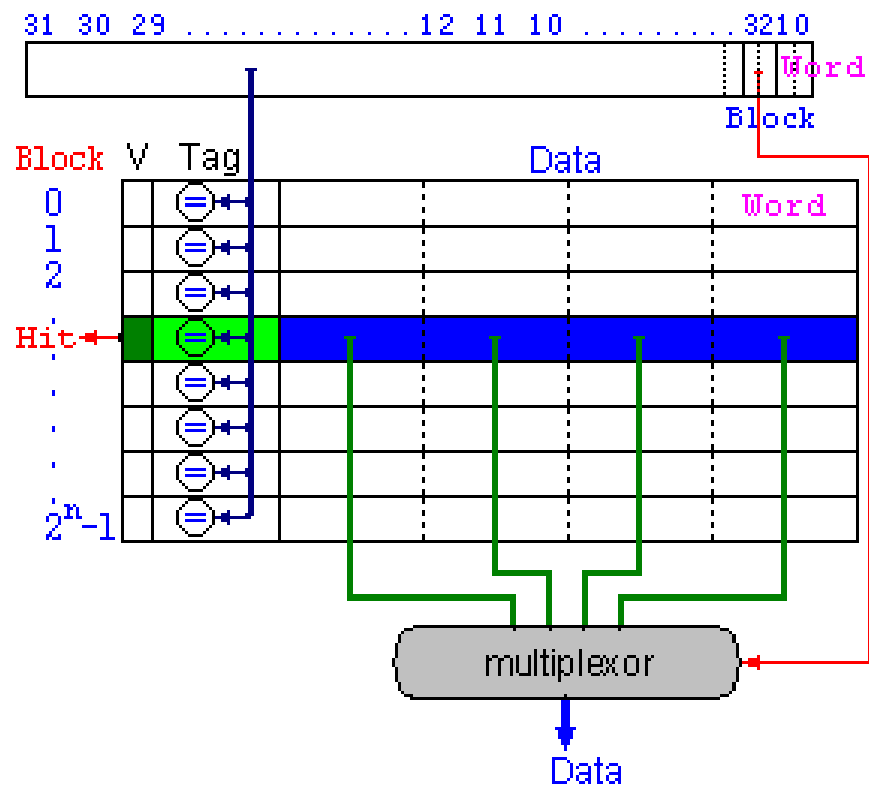 31 30 29 .............12 11 10 .........3210
Word
Block
Block V Tag Data
0 = Word
1 =
2 =
.
Hit =
. =
. =
. =
.
2ⁿ-1 =
multiplexor
Data